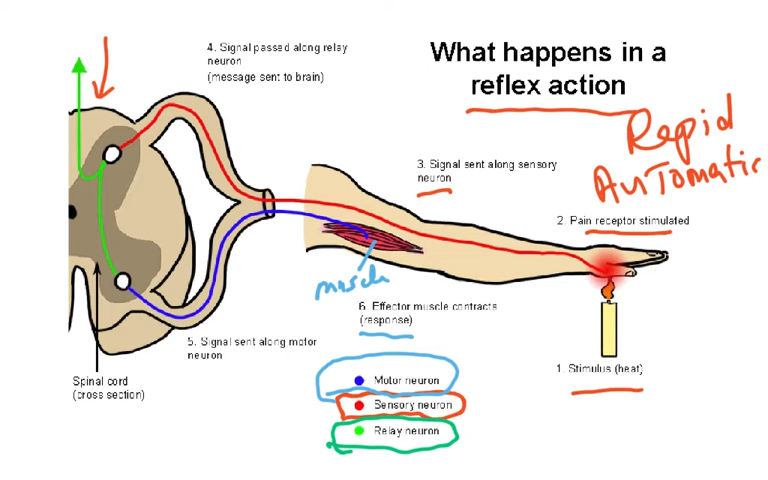 What happens in a
reflex action
Rapid
Automatic
4. Signal passed along relay
neuron
(message sent to brain)
3. Signal sent along sensory
neuron
2. Pain receptor stimulated
muscle
6. Effector muscle contracts
(response)
5. Signal sent along motor
neuron
1. Stimulus (heat)
Spinal cord
(cross section)
Motor neuron
Sensory neuron
Relay neuron